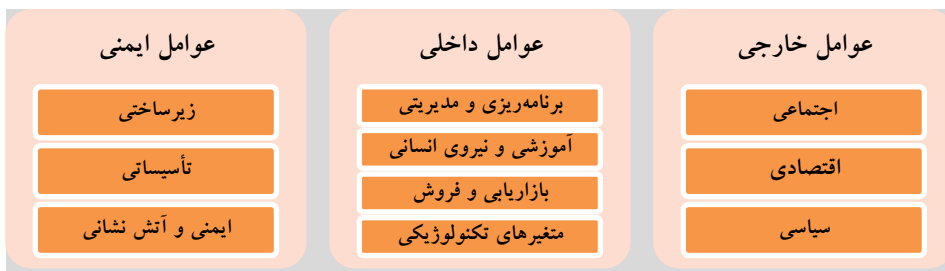 عوامل خارجی
اجتماعی
اقتصادی
سیاسی
عوامل داخلی
برنامه‌ریزی و مدیریتی
آموزشی و نیروی انسانی
بازاریابی و فروش
متغیرهای تکنولوژیکی
عوامل ایمنی
زیرساختی
تأسیساتی
ایمنی و آتش نشانی